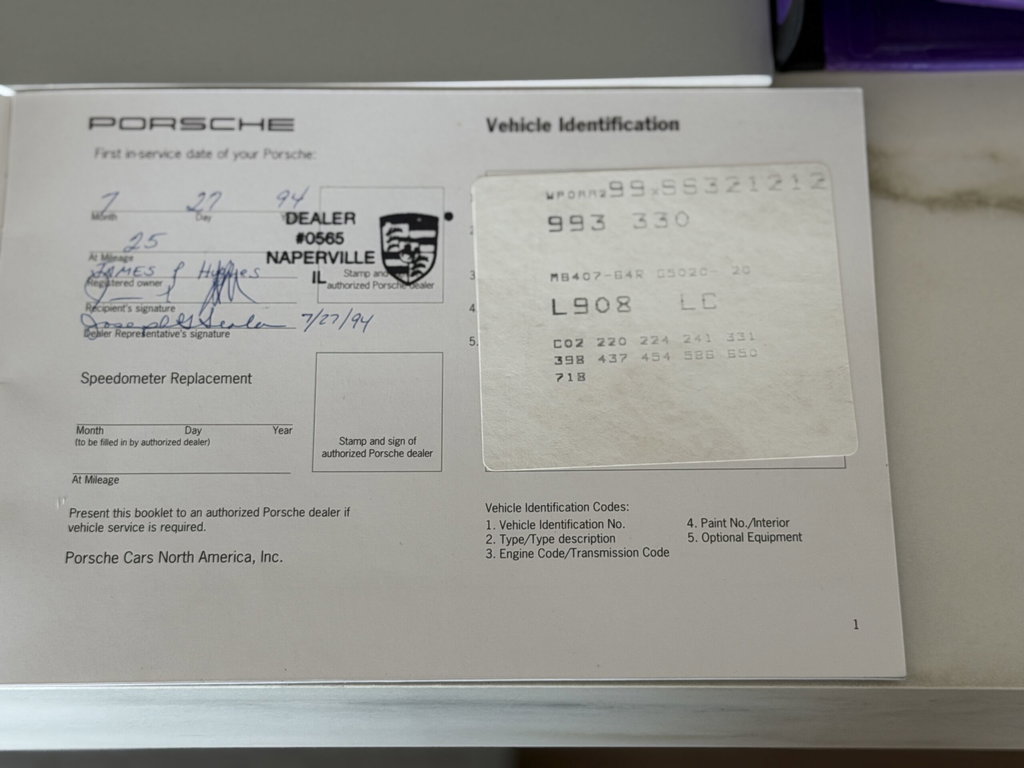 PORSCHE
First in-service date of your Porsche:
7 27 94
Month Day
25
At Mileage
JAMES
Registered owner
Recipient's signature
7/27/94
Dealer Representative's signature
DEALER
#0565
NAPERVILLE
IL
Stamp and
authorized Porsche dealer
Speedometer Replacement
Month Day Year
(to be filled in by authorized dealer)
At Mileage
Stamp and sign of
authorized Porsche dealer
Present this booklet to an authorized Porsche dealer if
vehicle service is required.
Porsche Cars North America, Inc.
Vehicle Identification
993 330
3
4
5.
L908 LC
C02 220 224 241 331
398 437 454 586 650
718
Vehicle Identification Codes:
1. Vehicle Identification No.
2. Type/Type description
3. Engine Code/Transmission Code
4. Paint No./Interior
5. Optional Equipment
1